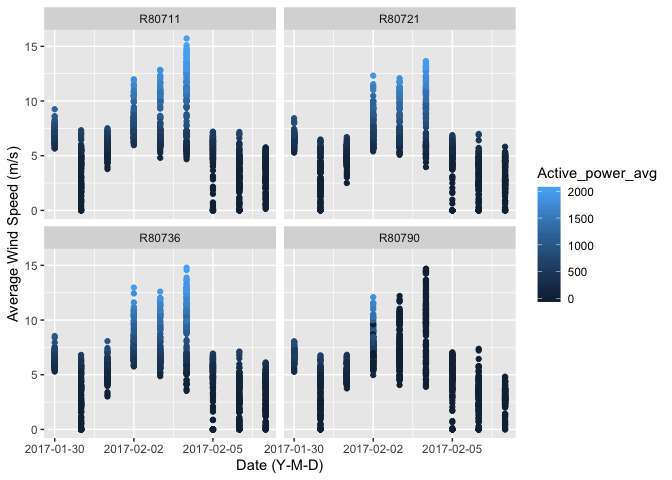 R80711
R80721
15
10
5
0
R80736
R80790
15
10
5
0
2017-01-30
2017-02-02
2017-02-05
2017-01-30
2017-02-02
2017-02-05
Date (Y-M-D)
Average Wind Speed (m/s)
Active_power_avg
2000
1500
1000
500
0